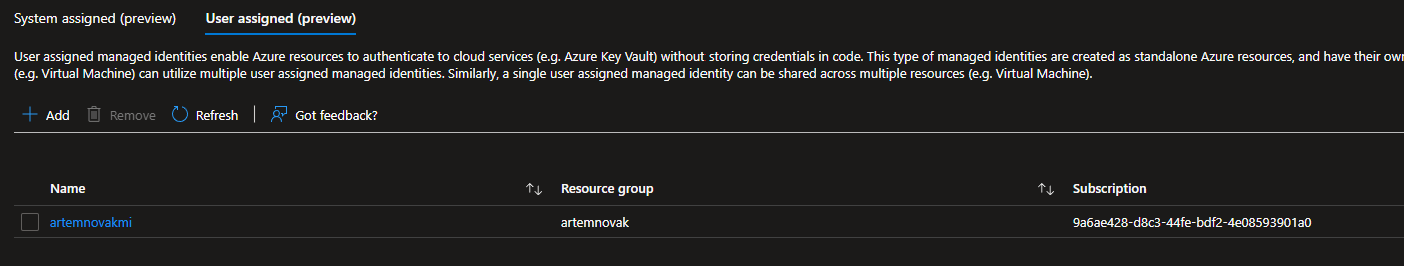 System assigned (preview) User assigned (preview)
User assigned managed identities enable Azure resources to authenticate to cloud services (e.g. Azure Key Vault) without storing credentials in code. This type of managed identities are created as standalone Azure resources, and have their own
(e.g. Virtual Machine) can utilize multiple user assigned managed identities. Similarly, a single user assigned managed identity can be shared across multiple resources (e.g. Virtual Machine).
Add Remove Refresh Got feedback?
Name Resource group Subscription
artemnovakmi artemnovak 9a6ae428-d8c3-44fe-bdf2-4e08593901a0